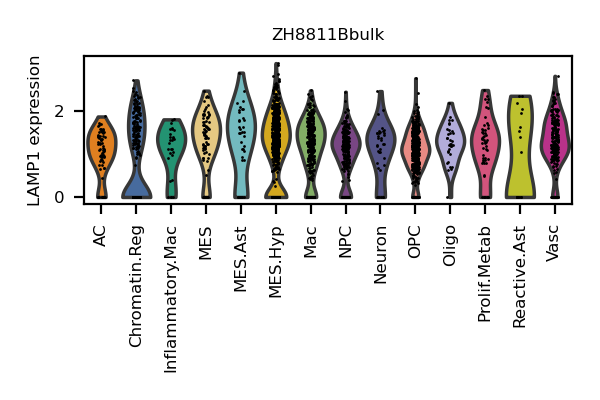 ZH8811Bbulk
LAMP1 expression
2
0
AC
Chromatin.Reg
Inflammatory.Mac
MES
MES.Ast
MES.Hyp
Mac
NPC
Neuron
OPC
Oligo
Prolif.Metab
Reactive.Ast
Vasc